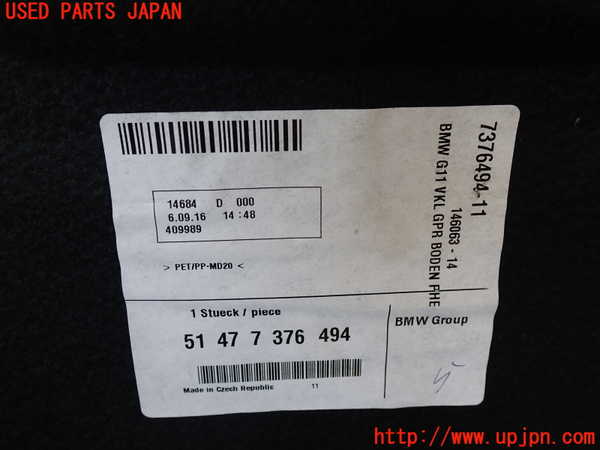 USED PARTS JAPAN
14684 D 000
6.09.16 14:48
409989
> PET/PP-MD20 <
1 Stueck / piece
51 47 7 376 494
Made in Czech Republic 11
7376494-11
146063 - 14
BMW G11 VKL GPR BODEN PHE
BMW Group
http://www.upjpn.com/